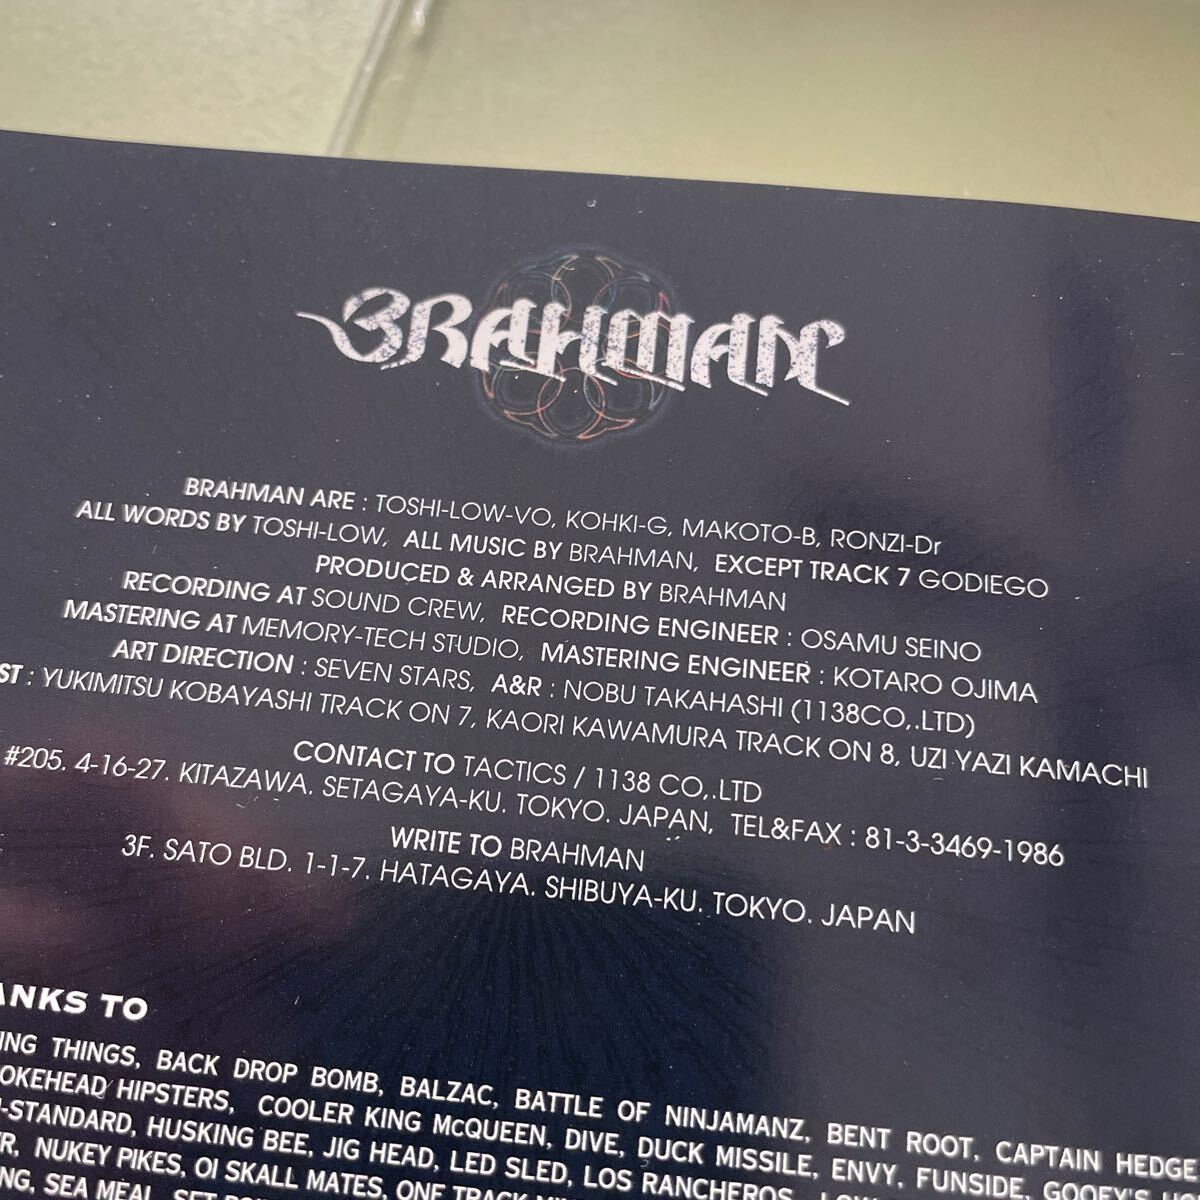 BRAHMAN
BRAHMAN ARE : TOSHI-LOW-VO, KOHKI-G, MAKOTO-B, RONZI-Dr
ALL WORDS BY TOSHI-LOW, ALL MUSIC BY BRAHMAN, EXCEPT TRACK 7 GODIEGO
PRODUCED & ARRANGED BY BRAHMAN
RECORDING AT SOUND CREW, RECORDING ENGINEER : OSAMU SEINO
MASTERING AT MEMORY-TECH STUDIO, MASTERING ENGINEER : KOTARO OJIMA
ART DIRECTION : SEVEN STARS, A&R : NOBU TAKAHASHI (1138CO,.LTD)
ST : YUKIMITSU KOBAYASHI TRACK ON 7, KAORI KAWAMURA TRACK ON 8, UZI YAZI KAMACHI
CONTACT TO TACTICS / 1138 CO,.LTD
#205. 4-16-27. KITAZAWA. SETAGAYA-KU. TOKYO. JAPAN, TEL&FAX : 81-3-3469-1986
WRITE TO BRAHMAN
3F. SATO BLD. 1-1-7. HATAGAYA. SHIBUYA-KU. TOKYO. JAPAN
ANKS TO
ING THINGS, BACK DROP BOMB, BALZAC, BATTLE OF NINJAMANZ, BENT ROOT, CAPTAIN HEDGE
OKEHEAD HIPSTERS, COOLER KING McQUEEN, DIVE, DUCK MISSILE, ENVY, FUNSIDE, GOOFY'S
-STANDARD, HUSKING BEE, JIG HEAD, LED SLED, LOS RANCHEROS,
ER, NUKEY PIKES, OI SKALL MATES, ONE TRACK
NG, SEA MEAL,